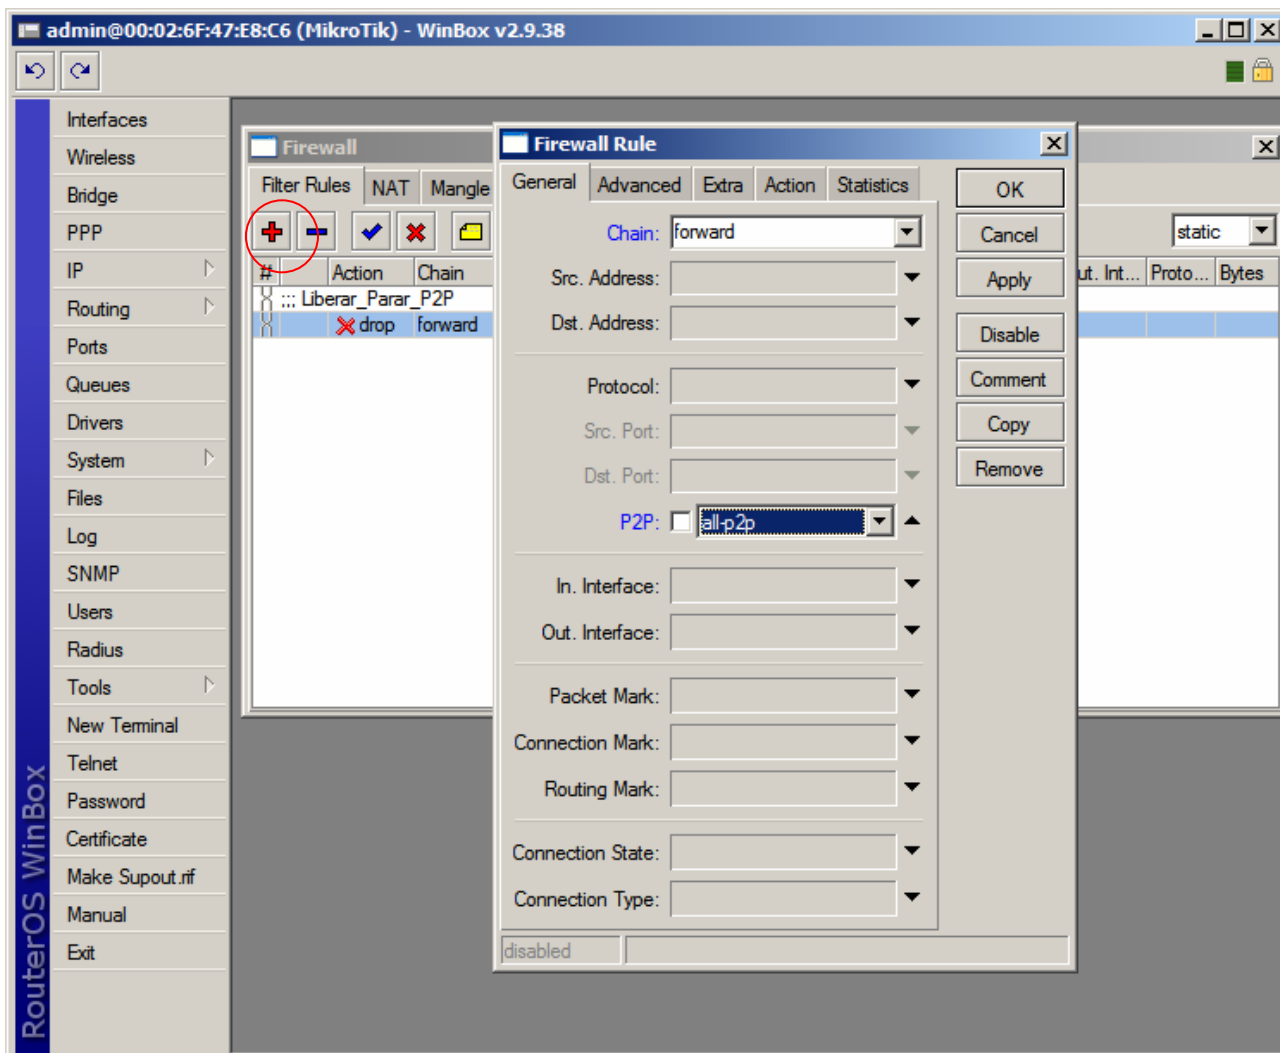 admin@00:02:6F:47:E8:C6 (MikroTik) - WinBox v2.9.38
RouterOS WinBox
Interfaces
Wireless
Bridge
PPP
IP
Routing
Ports
Queues
Drivers
System
Files
Log
SNMP
Users
Radius
Tools
New Terminal
Telnet
Password
Certificate
Make Supout.rif
Manual
Exit
Firewall
Filter Rules NAT Mangle
static
# Action Chain ut. Int... Proto... Bytes
;;; Liberar_Parar_P2P
drop forward
Firewall Rule
General Advanced Extra Action Statistics
Chain: forward
Src. Address:
Dst. Address:
Protocol:
Src. Port:
Dst. Port:
P2P: all-p2p
In. Interface:
Out. Interface:
Packet Mark:
Connection Mark:
Routing Mark:
Connection State:
Connection Type:
disabled
OK
Cancel
Apply
Disable
Comment
Copy
Remove